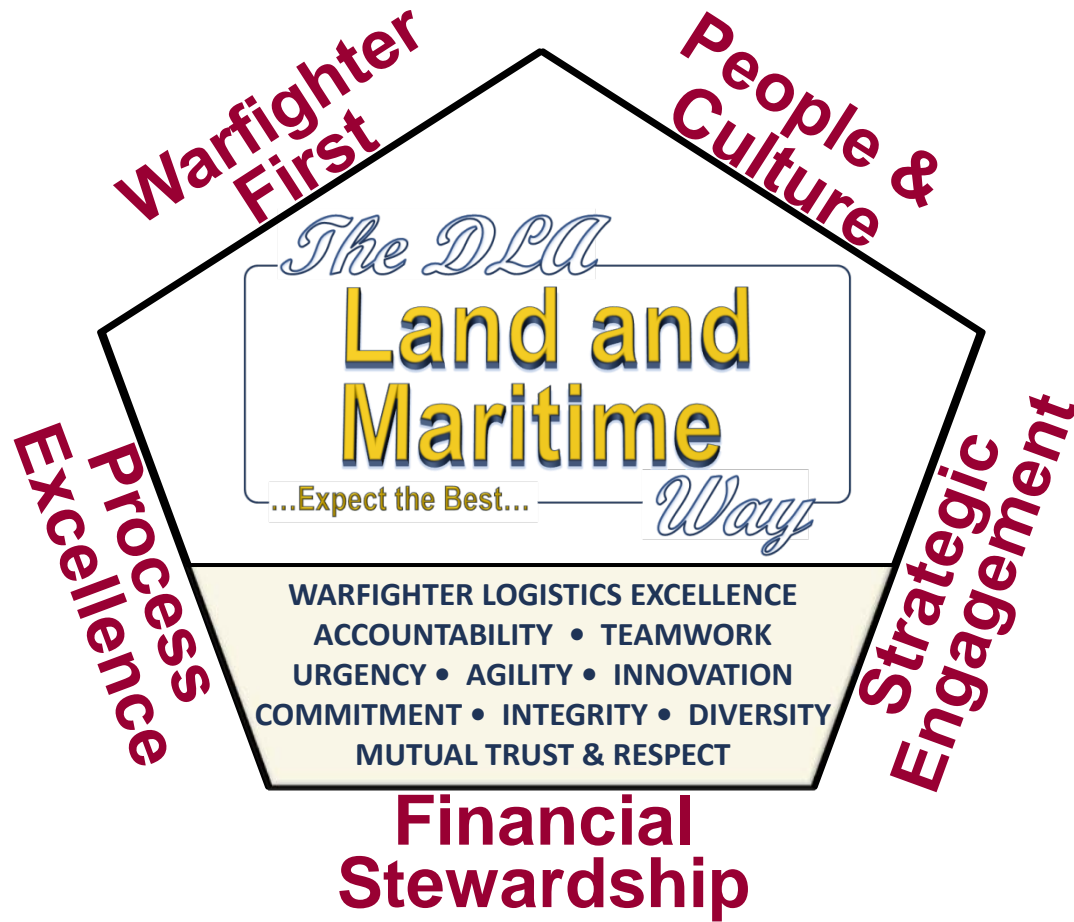 Warfighter
First
People &
Culture
The DLA
Land and
Maritime
...Expect the Best...
Way
Process
Excellence
Strategic
Engagement
WARFIGHTER LOGISTICS EXCELLENCE
ACCOUNTABILITY • TEAMWORK
URGENCY • AGILITY • INNOVATION
COMMITMENT • INTEGRITY • DIVERSITY
MUTUAL TRUST & RESPECT
Financial
Stewardship